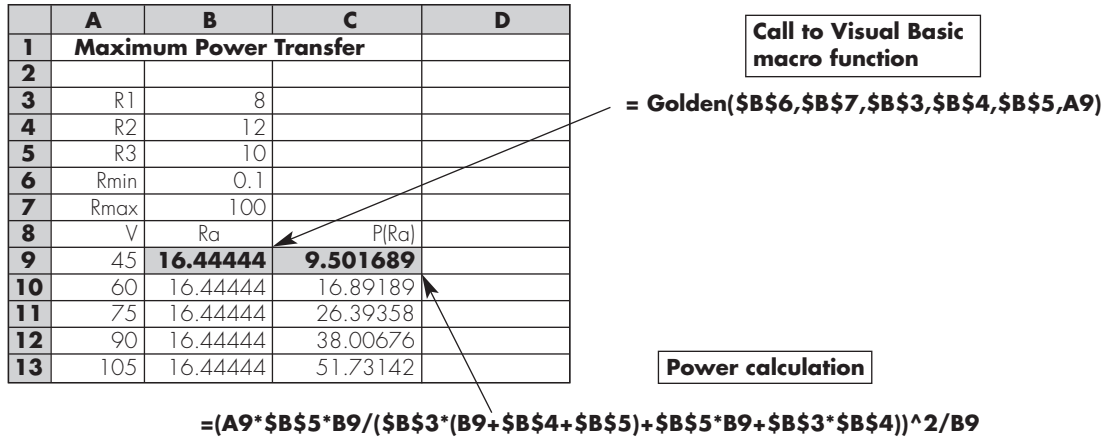 A B C D
1 Maximum Power Transfer
2
3 R1 8
4 R2 12
5 R3 10
6 Rmin 0.1
7 Rmax 100
8 V Ra P(Ra)
9 45 16.44444 9.501689
10 60 16.44444 16.89189
11 75 16.44444 26.39358
12 90 16.44444 38.00676
13 105 16.44444 51.73142
Call to Visual Basic
macro function
= Golden($B$6,$B$7,$B$3,$B$4,$B$5,A9)
Power calculation
=(A9*$B$5*B9/($B$3*(B9+$B$4+$B$5)+$B$5*B9+$B$3*$B$4))^2/B9